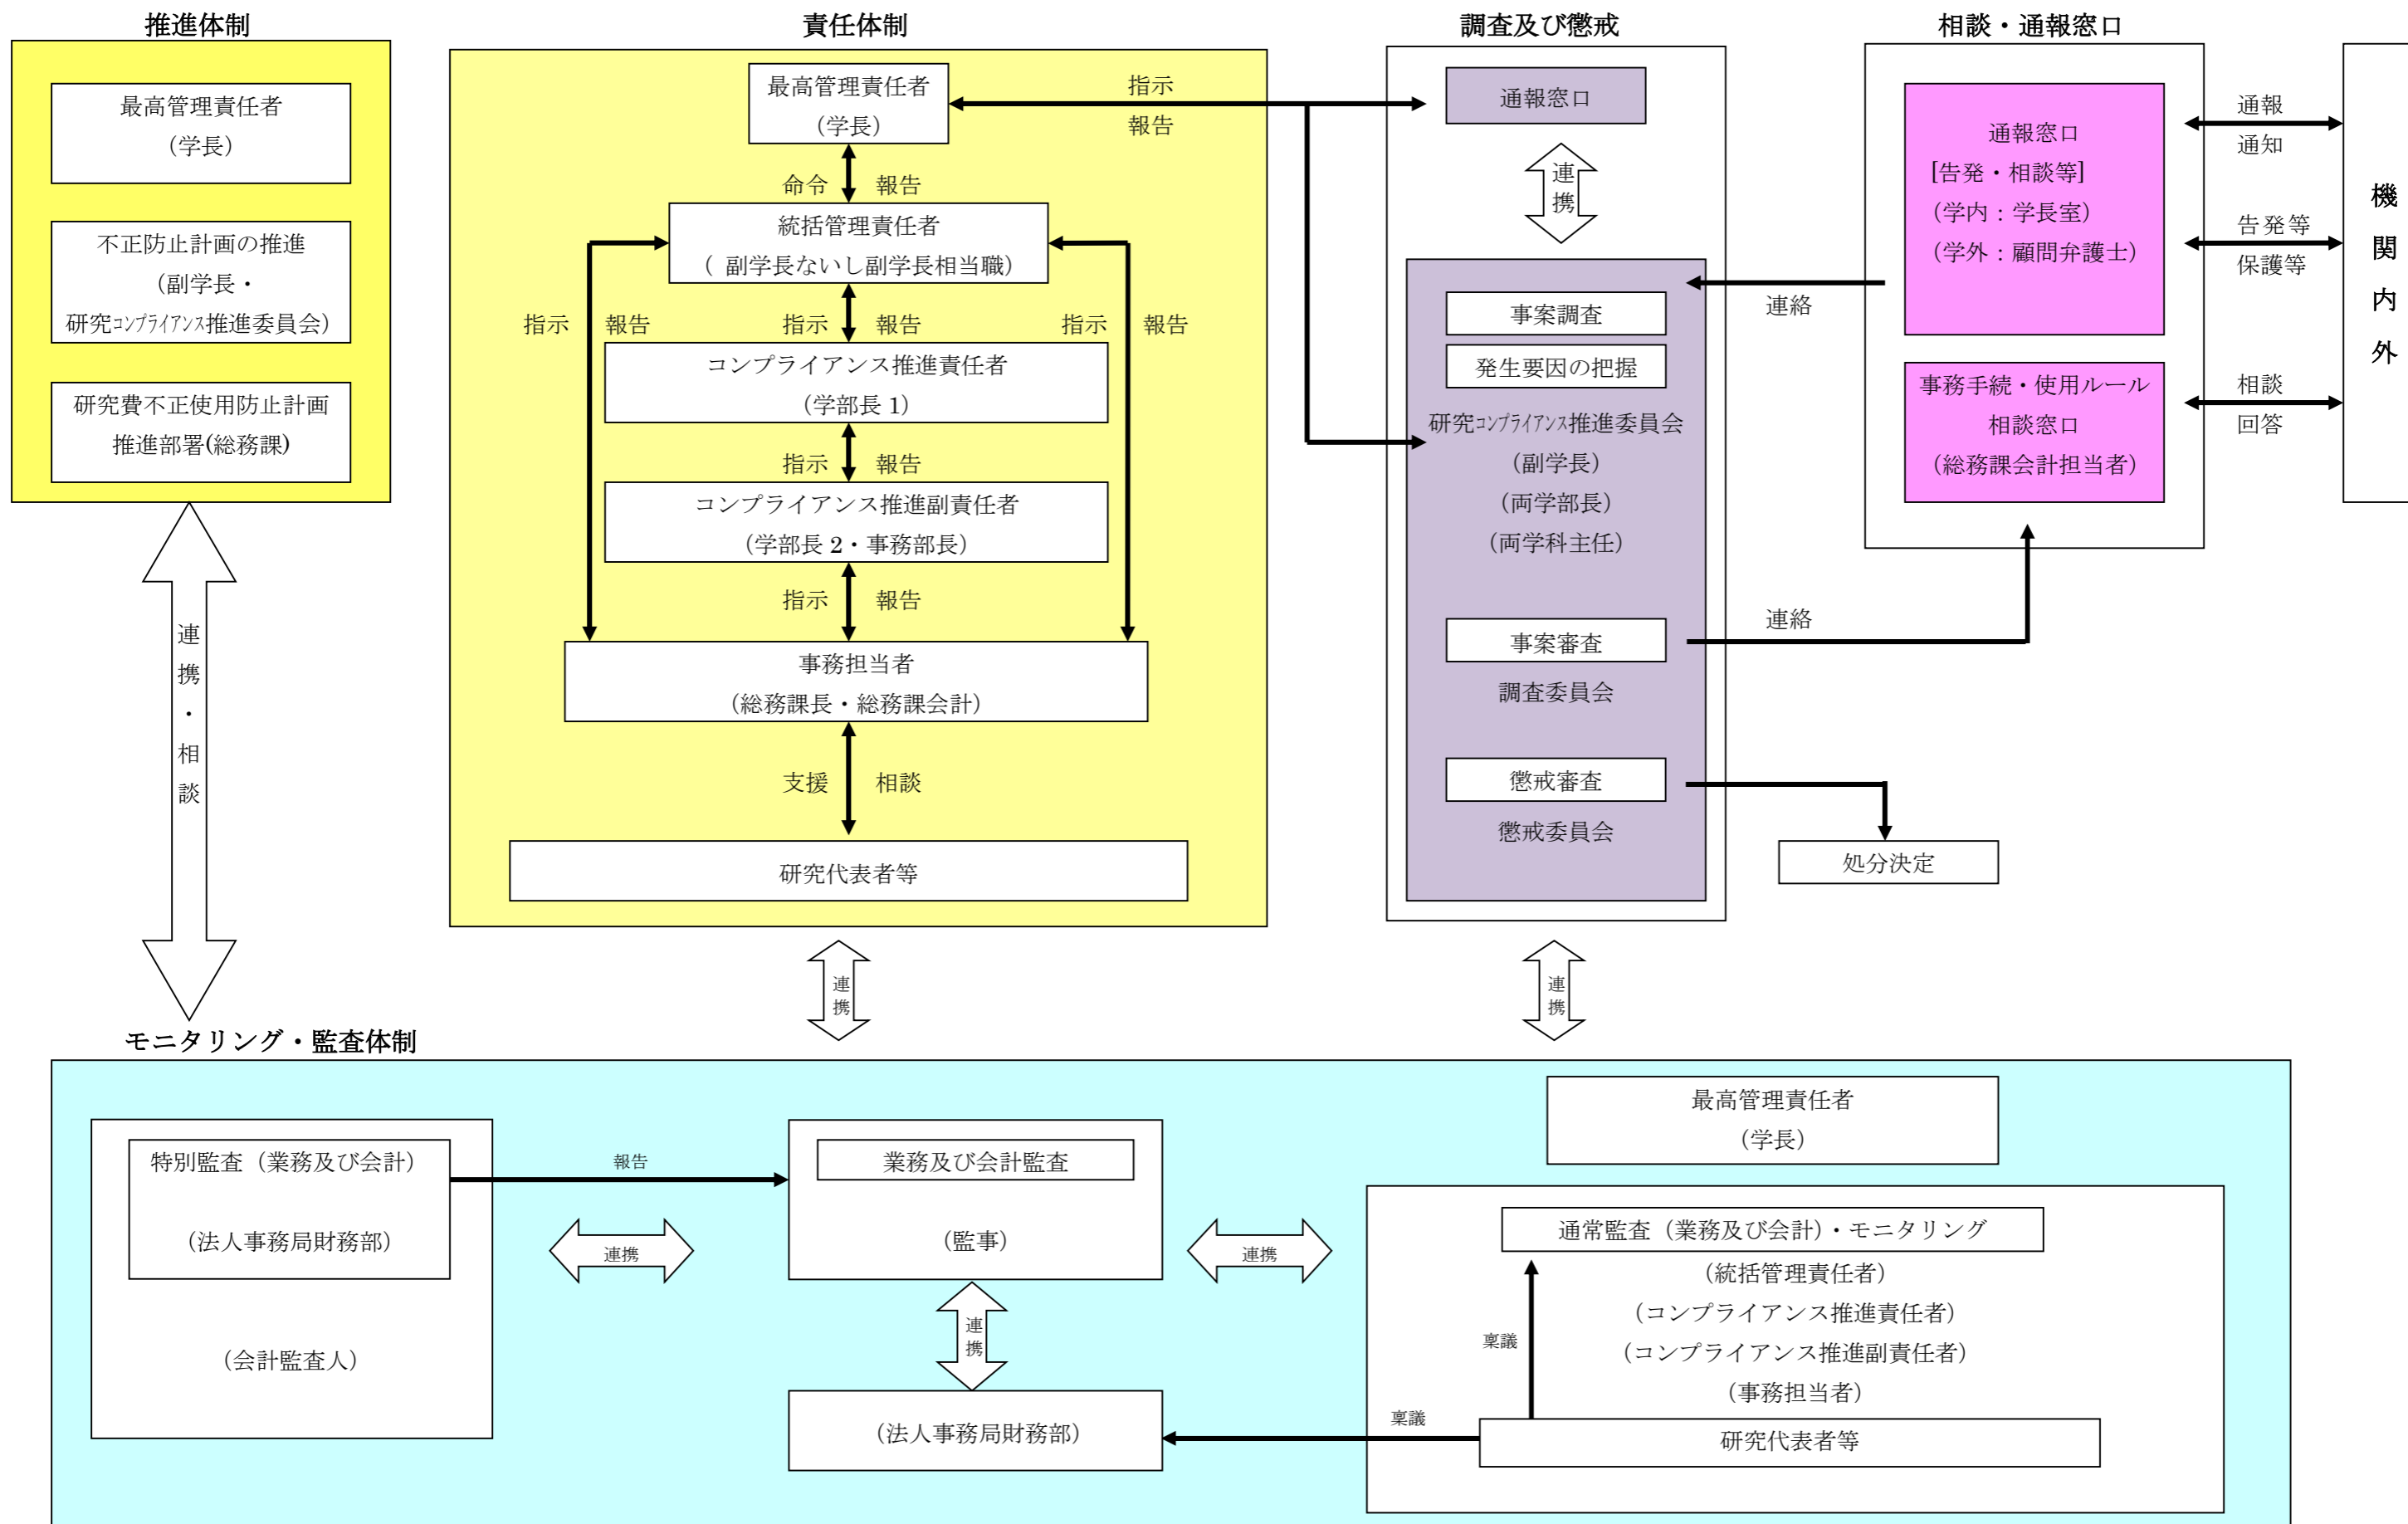 推進体制
最高管理責任者
（学長）
不正防止計画の推進
（副学長・
研究ｺﾝﾌﾟﾗｲｱﾝｽ推進委員会）
研究費不正使用防止計画
推進部署(総務課)
連携・相談
責任体制
最高管理責任者
（学長）
指示
報告
命令　報告
統括管理責任者
（ 副学長ないし副学長相当職）
指示　報告
指示　報告
指示　報告
コンプライアンス推進責任者
（学部長 1）
指示　報告
コンプライアンス推進副責任者
（学部長 2・事務部長）
指示　報告
事務担当者
（総務課長・総務課会計）
支援　相談
研究代表者等
連携
調査及び懲戒
通報窓口
連携
事案調査
発生要因の把握
研究ｺﾝﾌﾟﾗｲｱﾝｽ推進委員会
（副学長）
（両学部長）
（両学科主任）
事案審査
調査委員会
懲戒審査
懲戒委員会
連携
連絡
連絡
処分決定
相談・通報窓口
通報窓口
[告発・相談等]
（学内：学長室）
（学外：顧問弁護士）
事務手続・使用ルール
相談窓口
（総務課会計担当者）
通報
通知
告発等
保護等
相談
回答
機関内外
モニタリング・監査体制
特別監査（業務及び会計）
（法人事務局財務部）
（会計監査人）
報告
連携
業務及び会計監査
（監事）
連携
（法人事務局財務部）
連携
最高管理責任者
（学長）
通常監査（業務及び会計）・モニタリング
（統括管理責任者）
（コンプライアンス推進責任者）
（コンプライアンス推進副責任者）
（事務担当者）
稟議
稟議
研究代表者等